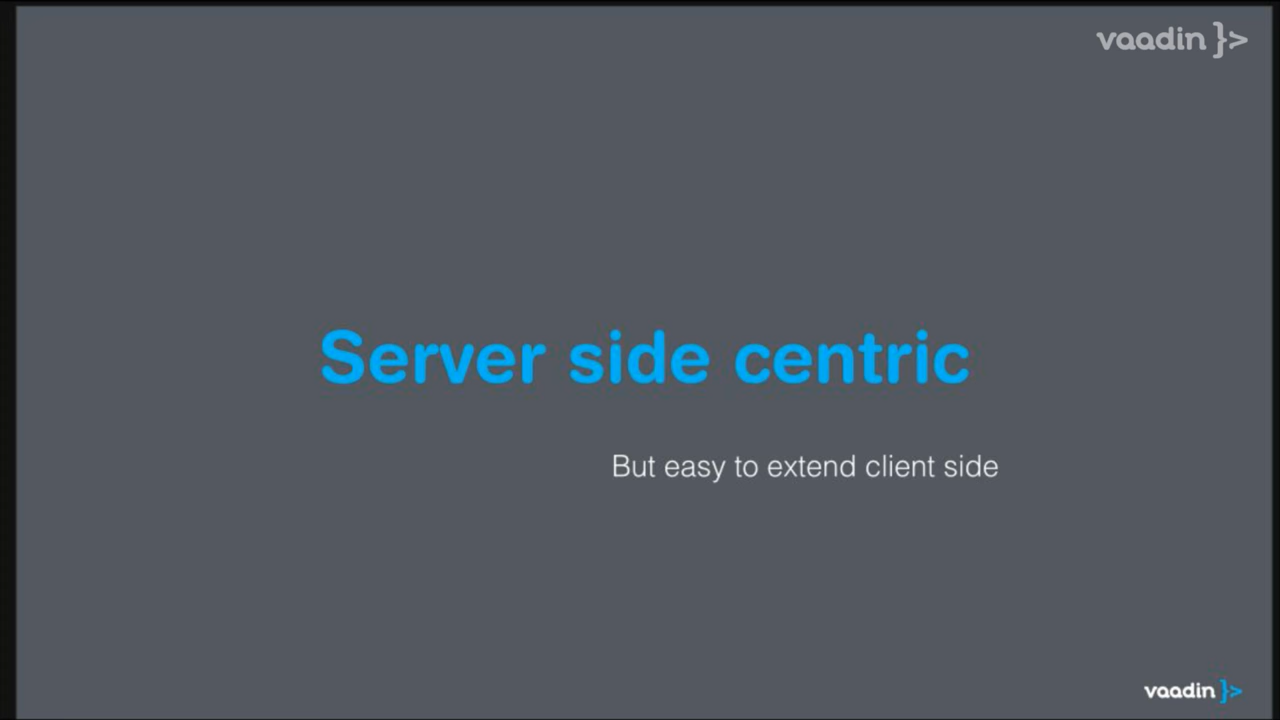 vaadin }>
Server side centric
But easy to extend client side
vaadin }>